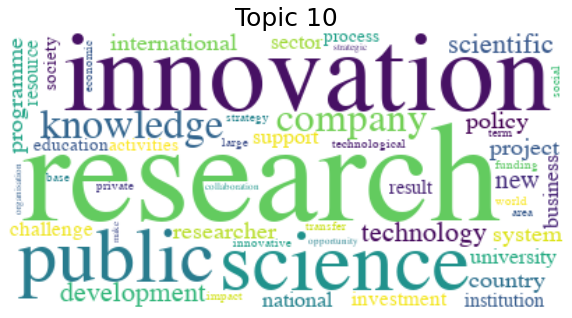 Topic 10
programme
resource
society
economic
international
sector
process
strategic
scientific
innovation
social
knowledge
strategy
company
policy
term
education
activities
large
support
technological
project
funding
organisation
base
private
research
collaboration
result
new
world
area
business
challenge
make
researcher
innovative
transfer
opportunity
technology
system
public
science
university
country
development
impact
national
investment
institution